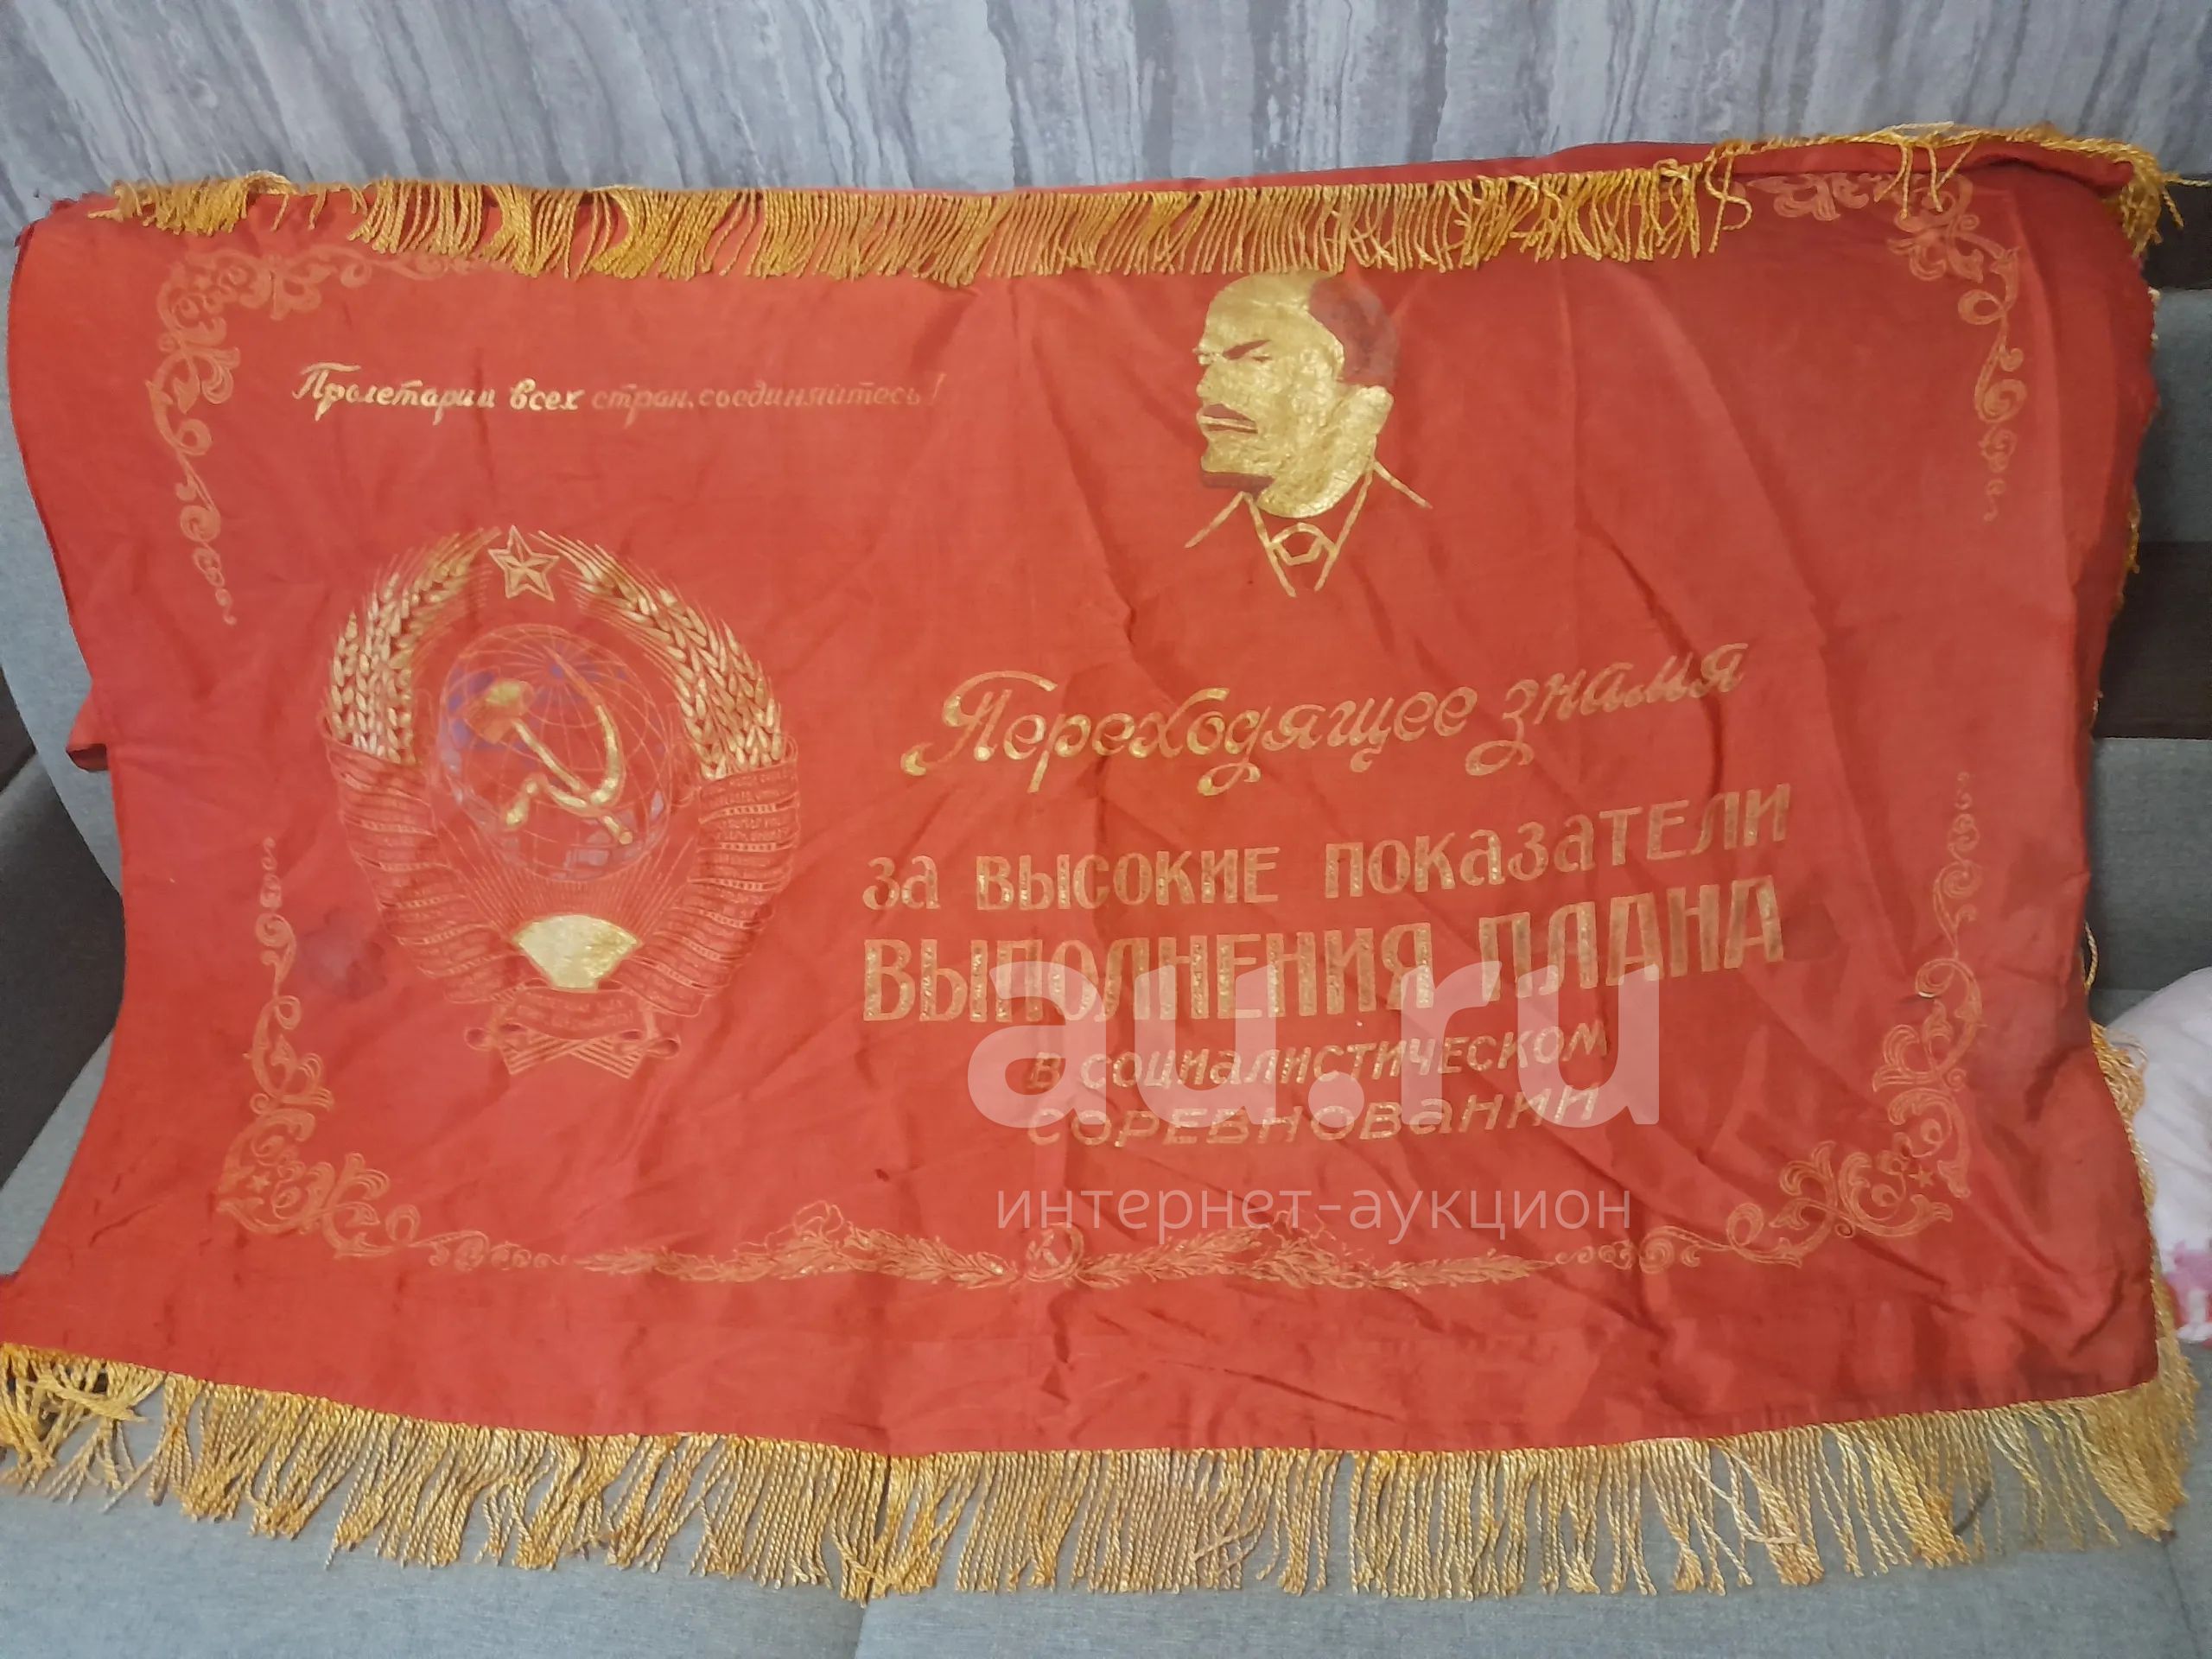 Пролетарии всех стран, соединяйтесь!
Переходящее знамя
за высокие показатели
выполнения плана
в социалистическом
соревновании
au.ru
интернет-аукцион